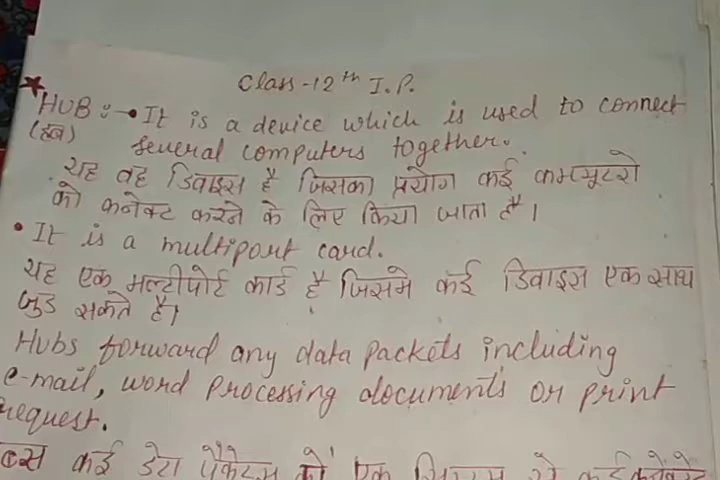 Class-12th I.P.
HUB:→ • It is a device which is used to connect
(हब) several computers together.
यह वह डिवाइस है जिसका प्रयोग कई कम्प्यूटरो
को कनेक्ट करने के लिए किया जाता है।
• It is a multiport card.
यह एक मल्टीपोर्ट कार्ड है जिसमे कई डिवाइस एक साथ
जुड सकते है।
Hubs forward any data packets including
e-mail, word processing documents or print
request.
कई डेटा पैकेट्स को एक